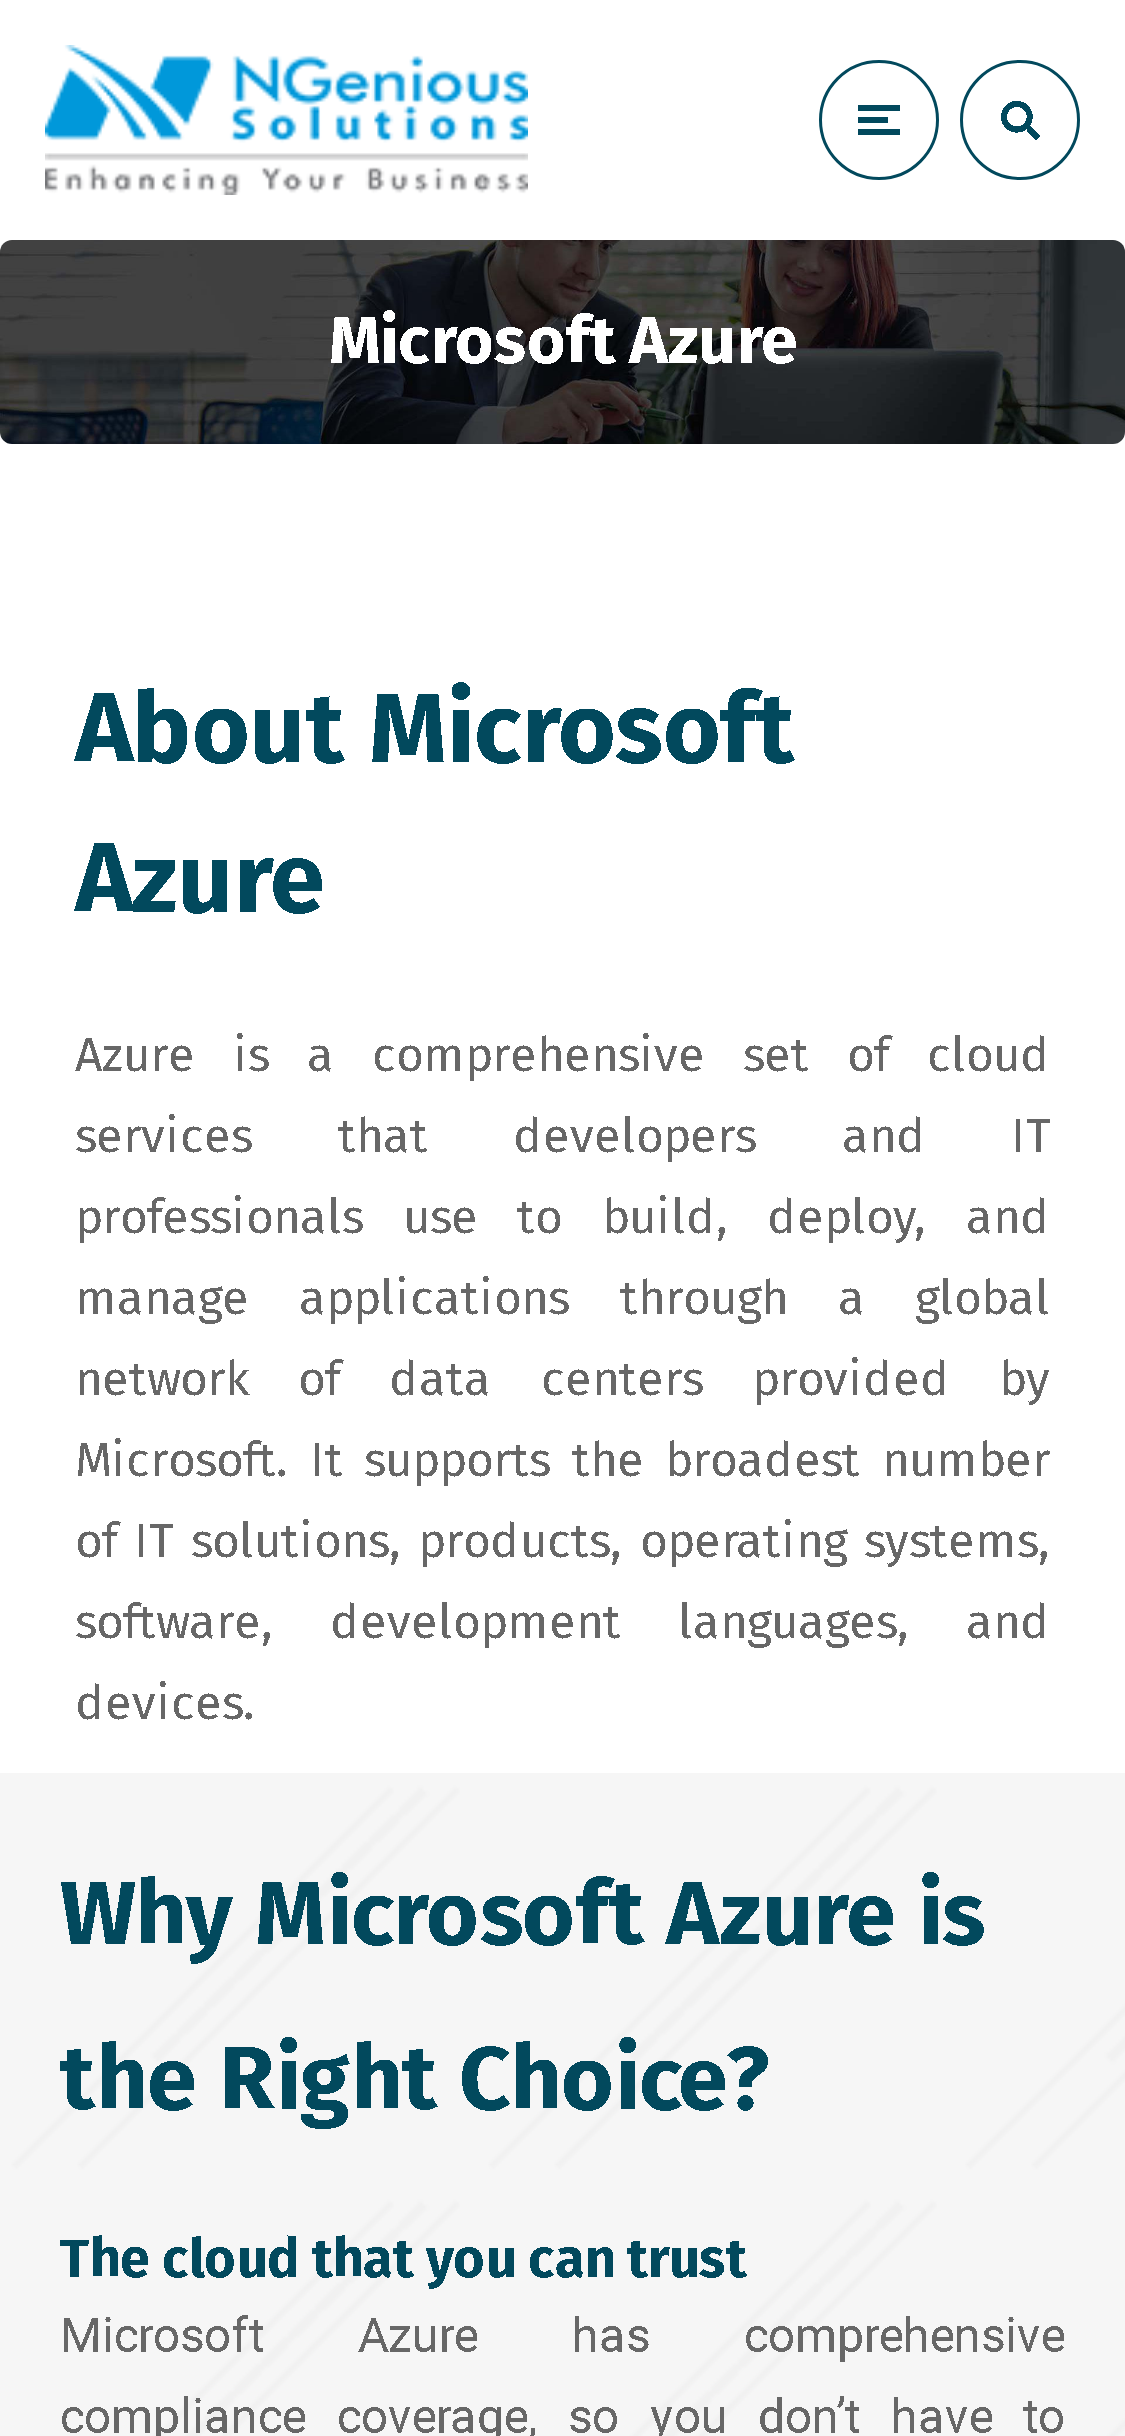 NGenious
Solutions
Enhancing Your Business
Microsoft Azure
About Microsoft
Azure
Azure is a comprehensive set of cloud
services that developers and IT
professionals use to build, deploy, and
manage applications through a global
network of data centers provided by
Microsoft. It supports the broadest number
of IT solutions, products, operating systems,
software, development languages, and
devices.
Why Microsoft Azure is
the Right Choice?
The cloud that you can trust
Microsoft Azure has comprehensive
compliance coverage, so you don’t have to